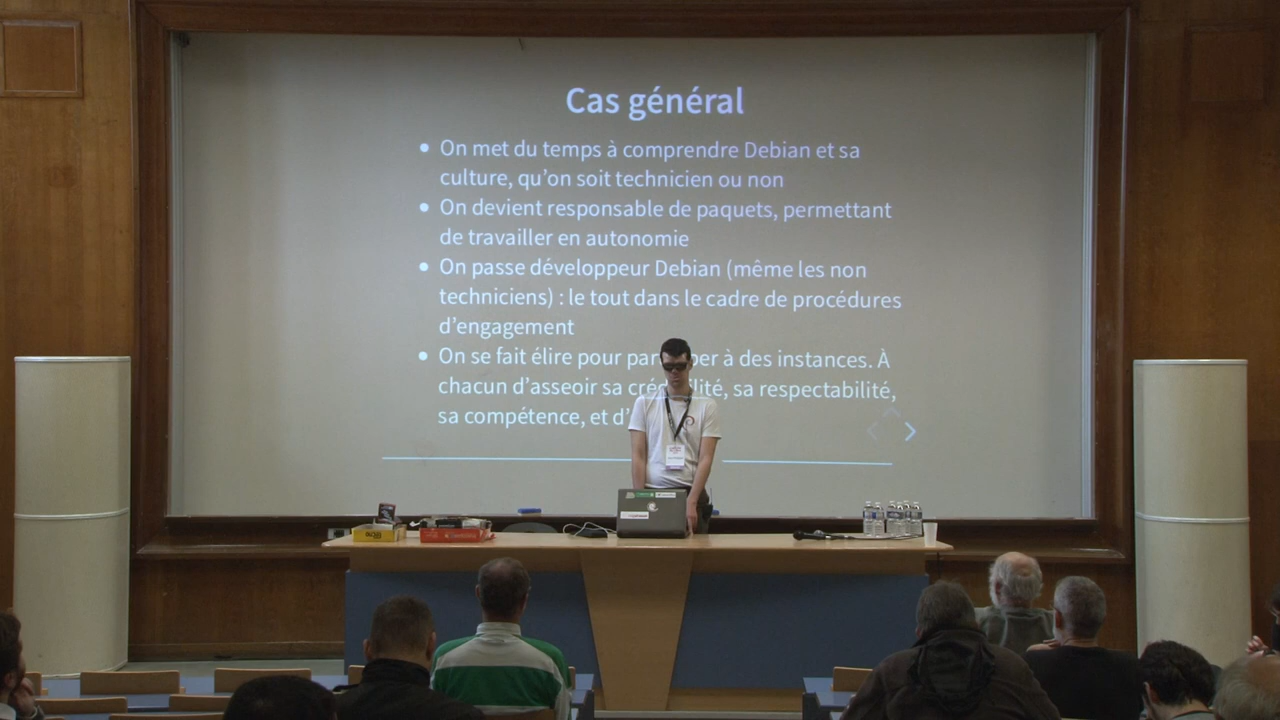 Cas général
On met du temps à comprendre Debian et sa
culture, qu'on soit technicien ou non
On devient responsable de paquets, permettant
de travailler en autonomie
On passe développeur Debian (même les non
techniciens) : le tout dans le cadre de procédures
d'engagement
On se fait élire pour à des instances. À
chacun d'asseoir sa sa respectabilité,
sa compétence, et